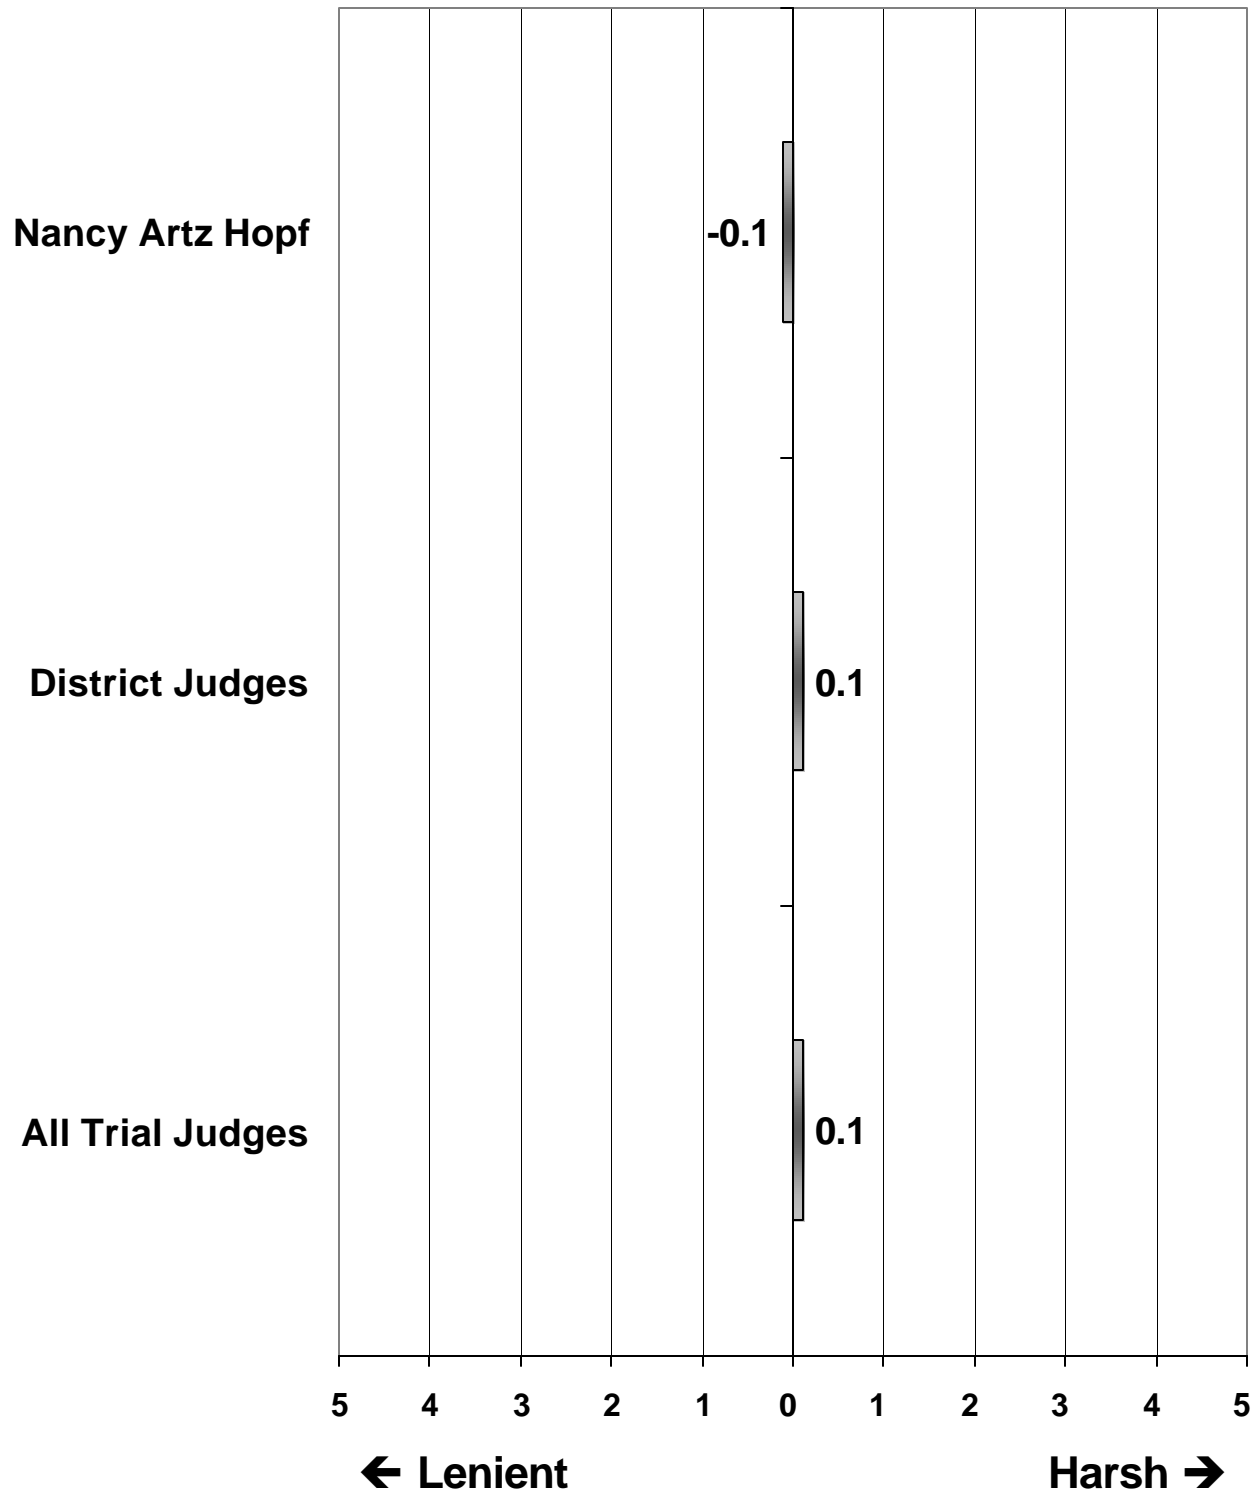 Nancy Artz Hopf
-0.1
District Judges
0.1
All Trial Judges
0.1
5 4 3 2 1 0 1 2 3 4 5
← Lenient
Harsh →